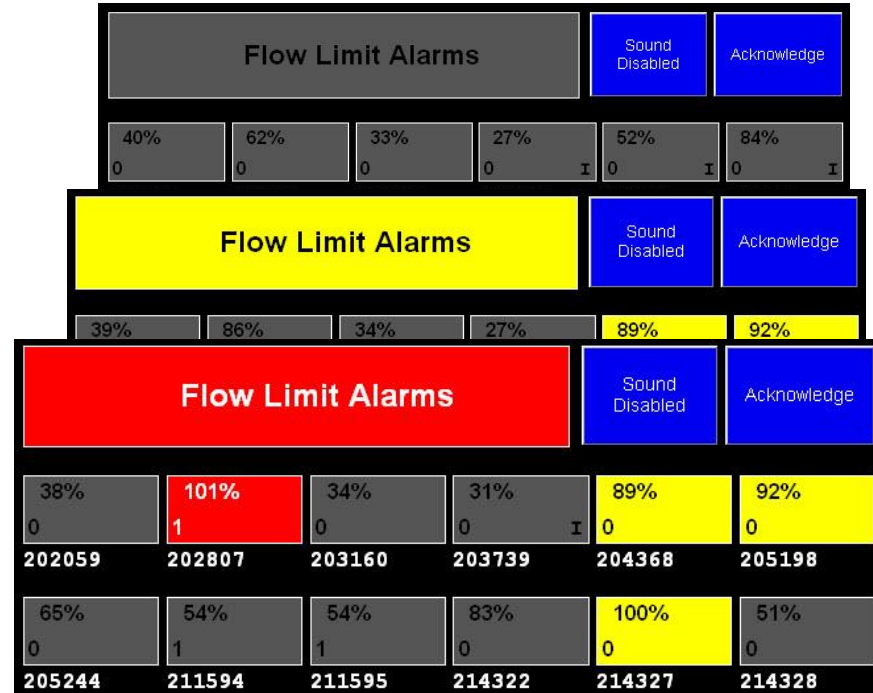 Flow Limit Alarms Sound Disabled Acknowledge
40% 62% 33% 27% 52% 84%
0 0 0 0 I 0 I 0 I
Flow Limit Alarms Sound Disabled Acknowledge
39% 86% 34% 27% 89% 92%
Flow Limit Alarms Sound Disabled Acknowledge
38% 101% 34% 31% 89% 92%
0 1 0 0 I 0 0
202059 202807 203160 203739 204368 205198
65% 54% 54% 83% 100% 51%
0 1 1 0 0 0
205244 211594 211595 214322 214327 214328